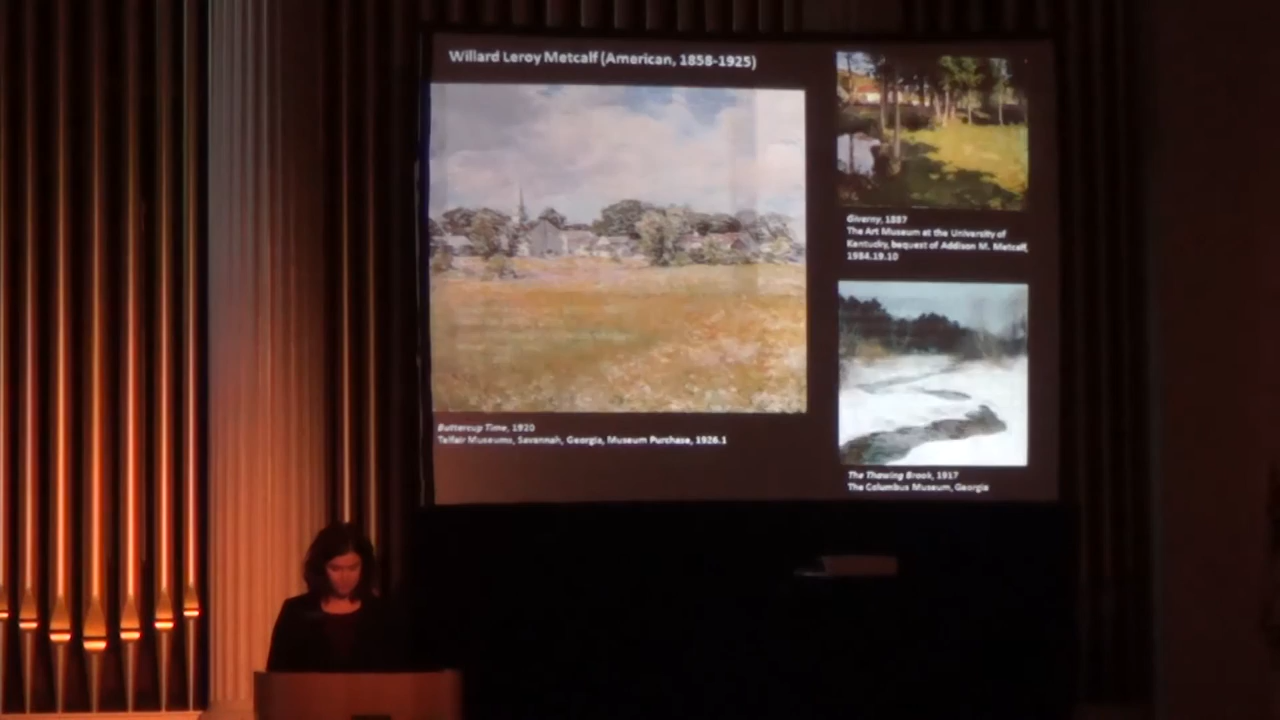 Willard Leroy Metcalf (American, 1858-1925)
Buttercup Time, 1920
Telfair Museums, Savannah, Georgia, Museum Purchase, 1926.1
Giverny, 1887
The Art Museum at the University of
Kentucky, bequest of Addison M. Metcalf,
1984.19.10
The Thawing Brook, 1917
The Columbus Museum, Georgia